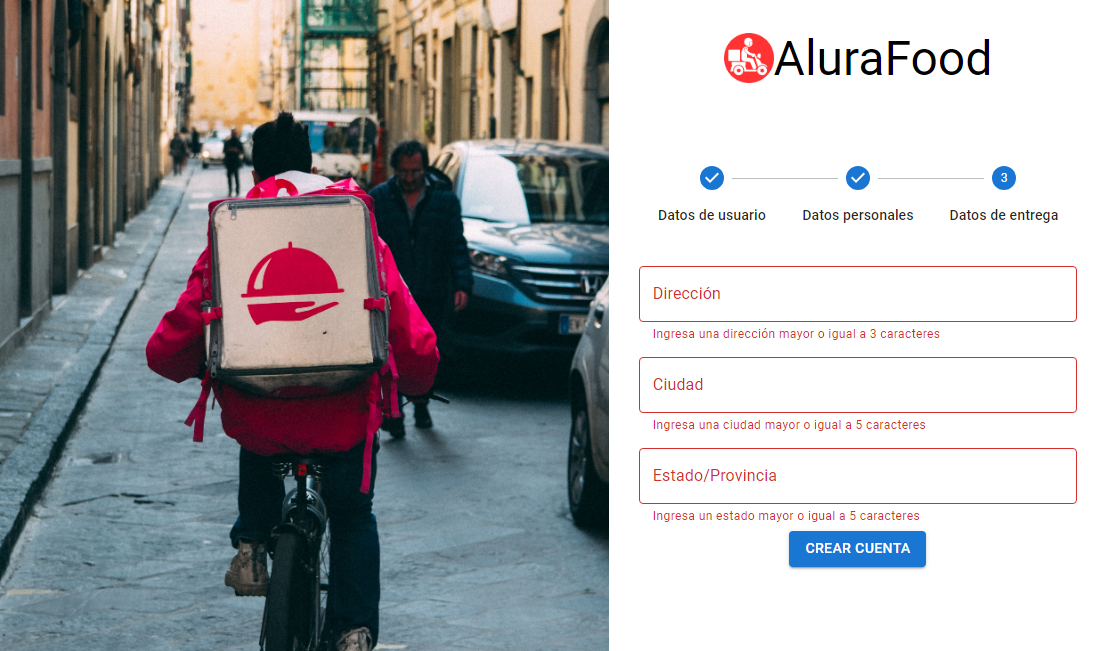 AluraFood
3
Datos de usuario
Datos personales
Datos de entrega
Dirección
Ingresa una dirección mayor o igual a 3 caracteres
Ciudad
Ingresa una ciudad mayor o igual a 5 caracteres
Estado/Provincia
Ingresa un estado mayor o igual a 5 caracteres
CREAR CUENTA